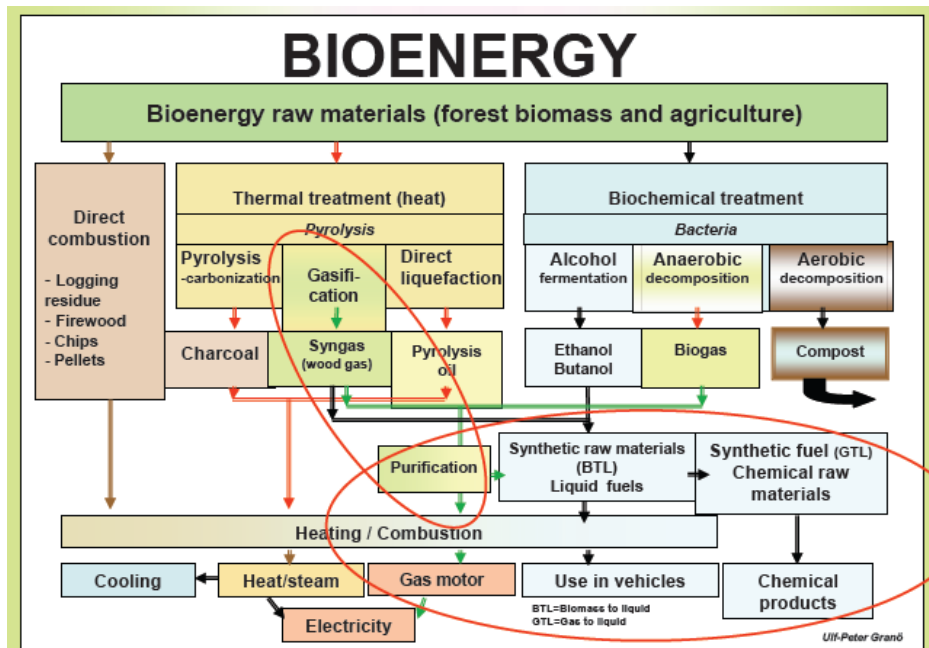 BIOENERGY
Bioenergy raw materials (forest biomass and agriculture)
Direct
combustion
- Logging
residue
- Firewood
- Chips
- Pellets
Thermal treatment (heat)
Pyrolysis
Pyrolysis
-carbonization
Gasifi-
cation
Direct
liquefaction
Charcoal
Syngas
(wood gas)
Pyrolysis
oil
Biochemical treatment
Bacteria
Alcohol
fermentation
Anaerobic
decomposition
Aerobic
decomposition
Ethanol
Butanol
Biogas
Compost
Purification
Synthetic raw materials
(BTL)
Liquid fuels
Synthetic fuel (GTL)
Chemical raw
materials
Heating / Combustion
Cooling
Heat/steam
Gas motor
Use in vehicles
Chemical
products
Electricity
BTL=Biomass to liquid
GTL=Gas to liquid
Ulf-Peter Granö